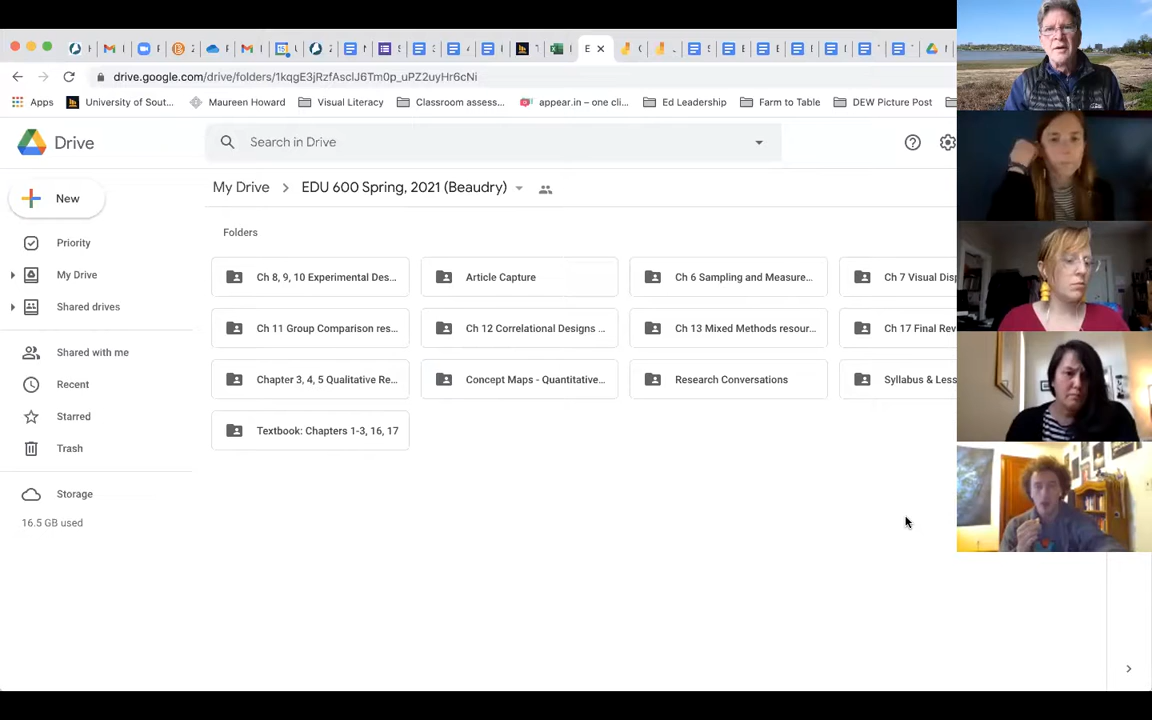 E
drive.google.com/drive/folders/1kqgE3jRzfAsclJ6Tm0p_uPZ2uyHr6cNi
Apps University of Sout... Maureen Howard Visual Literacy Classroom assess... appear.in – one cli... Ed Leadership Farm to Table DEW Picture Post
Drive
Search in Drive
New
My Drive EDU 600 Spring, 2021 (Beaudry)
Folders
Priority
My Drive
Shared drives
Shared with me
Recent
Starred
Trash
Storage
16.5 GB used
Ch 8, 9, 10 Experimental Des... Article Capture Ch 6 Sampling and Measure... Ch 7 Visual Disp
Ch 11 Group Comparison res... Ch 12 Correlational Designs ... Ch 13 Mixed Methods resour... Ch 17 Final Rev
Chapter 3, 4, 5 Qualitative Re... Concept Maps - Quantitative... Research Conversations Syllabus & Less
Textbook: Chapters 1-3, 16, 17